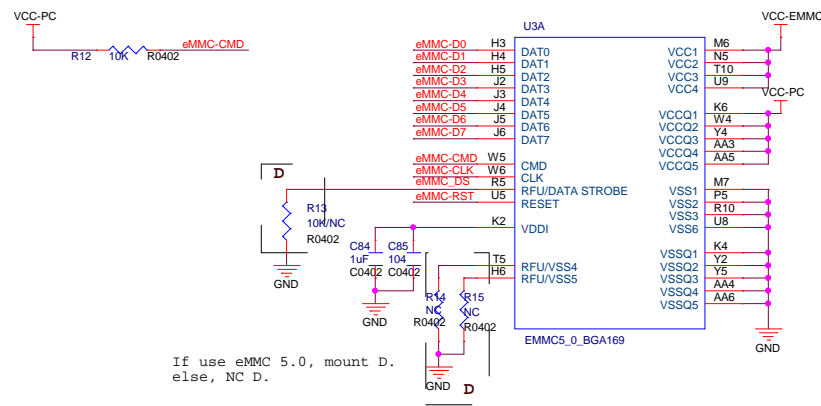 VCC-PC
R12
10K
R0402
eMMC-CMD
U3A
VCC-EMMC
VCC-PC
eMMC-D0 H3 DAT0
eMMC-D1 H4 DAT1
eMMC-D2 H5 DAT2
eMMC-D3 J2 DAT3
eMMC-D4 J3 DAT4
eMMC-D5 J4 DAT5
eMMC-D6 J5 DAT6
eMMC-D7 J6 DAT7
eMMC-CMD W5 CMD
eMMC-CLK W6 CLK
eMMC_DS R5 RFU/DATA STROBE
eMMC-RST U5 RESET
K2 VDDI
T5 RFU/VSS4
H6 RFU/VSS5
VCC1 M6
VCC2 N5
VCC3 T10
VCC4 U9
VCCQ1 K6
VCCQ2 W4
VCCQ3 Y4
VCCQ4 AA3
VCCQ5 AA5
VSS1 M7
VSS2 P5
VSS3 R10
VSS6 U8
VSSQ1 K4
VSSQ2 Y2
VSSQ3 Y5
VSSQ4 AA4
VSSQ5 AA6
GND
EMMC5_0_BGA169
D
R13
10K/NC
R0402
GND
C84
1uF
C0402
C85
104
C0402
GND
D
R14
NC
R0402
R15
NC
R0402
GND
D
If use eMMC 5.0, mount D.
else, NC D.